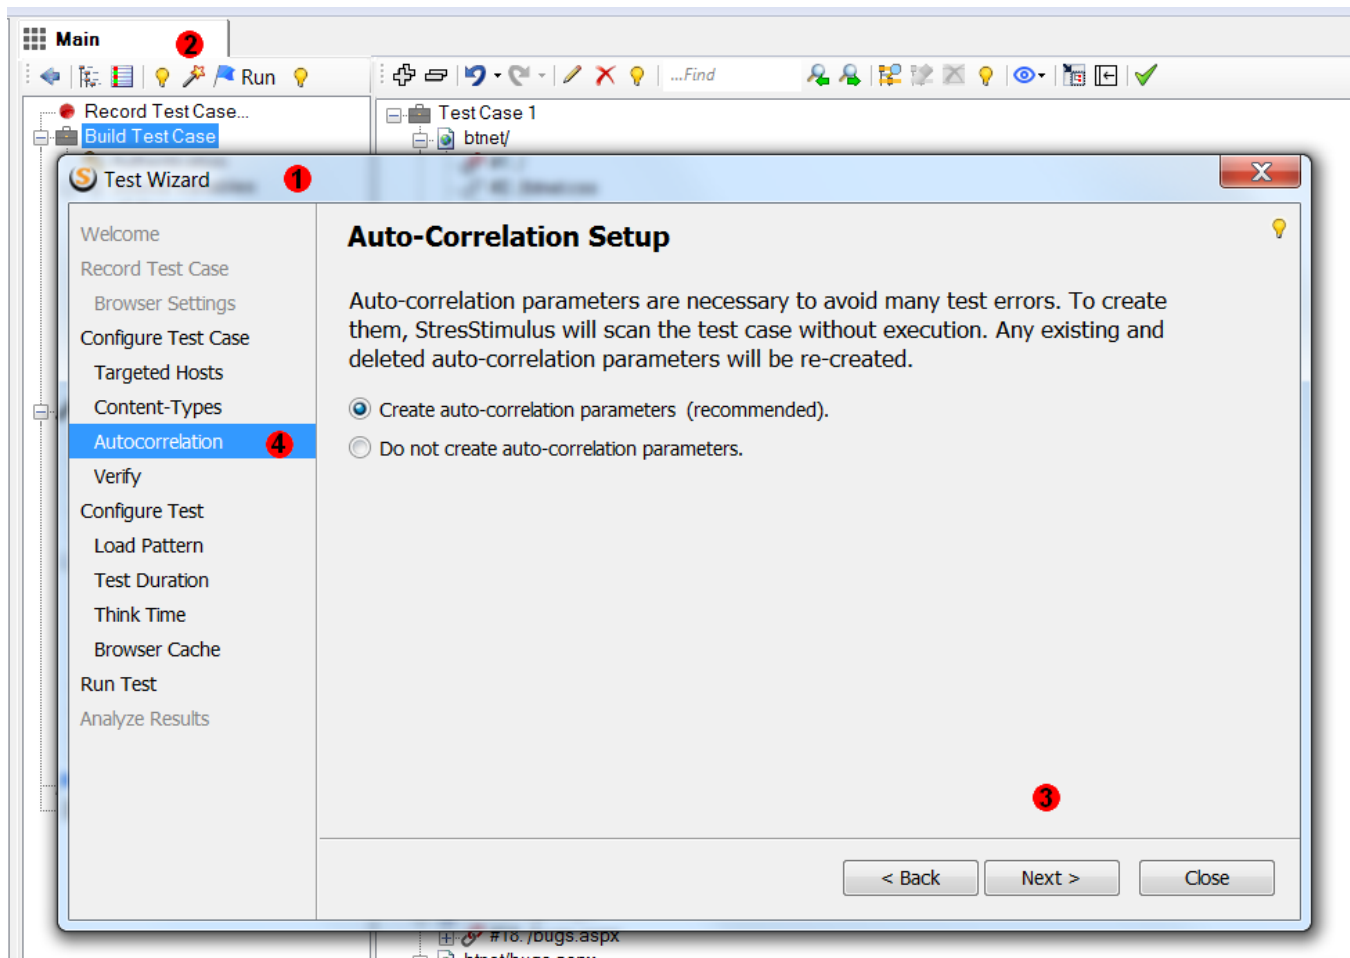 Main
2
Run
...Find
Record Test Case...
Build Test Case
Test Case 1
btnet/
Test Wizard
1
X
Welcome
Record Test Case
Browser Settings
Configure Test Case
Targeted Hosts
Content-Types
Autocorrelation
4
Verify
Configure Test
Load Pattern
Test Duration
Think Time
Browser Cache
Run Test
Analyze Results
Auto-Correlation Setup
Auto-correlation parameters are necessary to avoid many test errors. To create
them, StresStimulus will scan the test case without execution. Any existing and
deleted auto-correlation parameters will be re-created.
Create auto-correlation parameters (recommended).
Do not create auto-correlation parameters.
3
< Back
Next >
Close
#18. /bugs.aspx
btnet/bugs.aspx